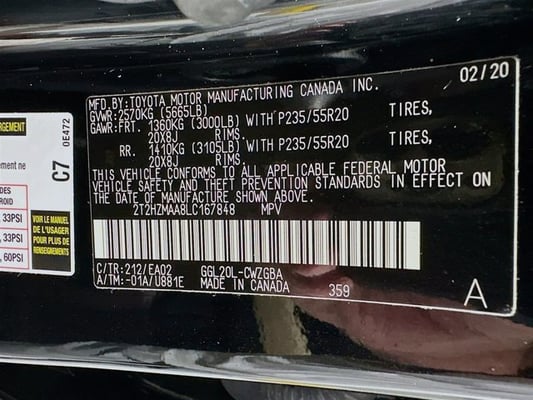 02/20
MFD.BY:TOYOTA MOTOR MANUFACTURING CANADA INC.
GVWR:2570KG (5665LB)
GAWR:FRT. 1360KG (3000LB) WITH P235/55R20 TIRES,
20X8J RIMS.
RR. 1410KG (3105LB) WITH P235/55R20 TIRES,
20X8J RIMS.
THIS VEHICLE CONFORMS TO ALL APPLICABLE FEDERAL MOTOR
VEHICLE SAFETY AND THEFT PREVENTION STANDARDS IN EFFECT ON
THE DATE OF MANUFACTURE SHOWN ABOVE.
2T2HZMAA8LC167848 MPV
C/TR:212/EA02 GGL20L-CWZGBA
A/TM:-01A/U881E MADE IN CANADA 359 A
C7 0E472
33PSI
33PSI
60PSI
VOIR LE MANUEL
DE L'USAGER
POUR PLUS DE
RENSEIGNEMENTS